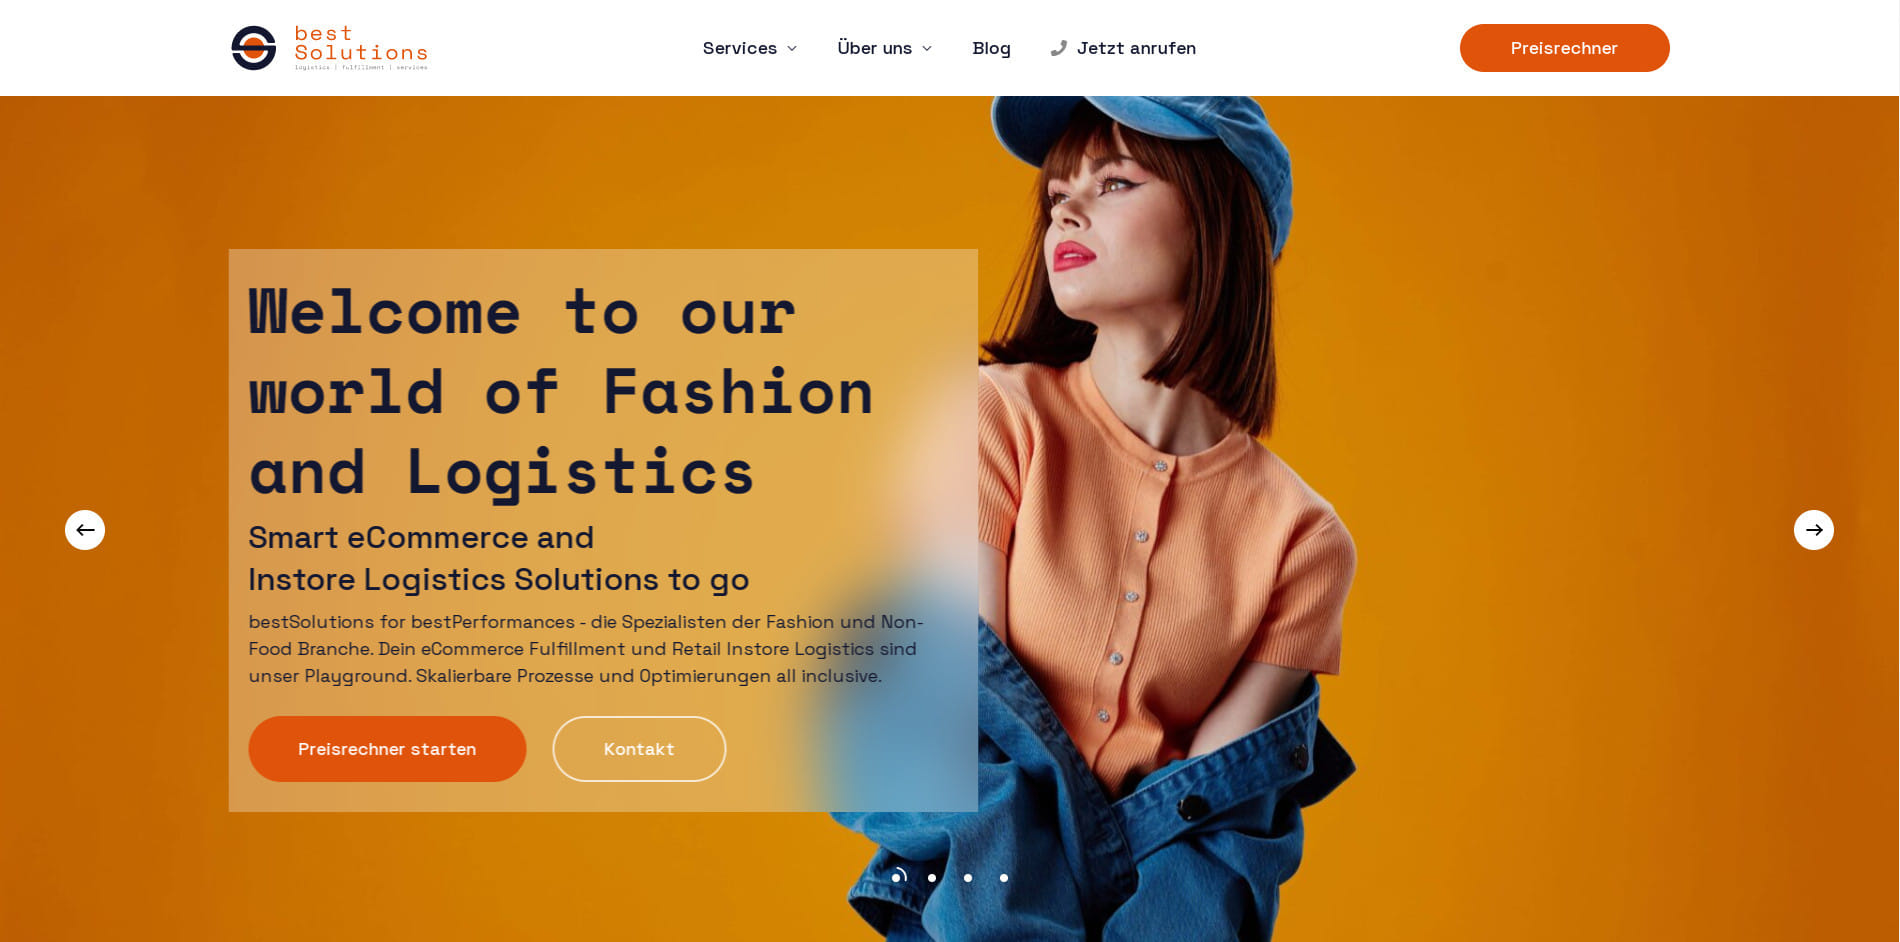 best
Solutions
logistics | fulfillment | services
Services
Über uns
Blog
Jetzt anrufen
Preisrechner
Welcome to our
world of Fashion
and Logistics
Smart eCommerce and
Instore Logistics Solutions to go
bestSolutions for bestPerformances - die Spezialisten der Fashion und Non-
Food Branche. Dein eCommerce Fulfillment und Retail Instore Logistics sind
unser Playground. Skalierbare Prozesse und Optimierungen all inclusive.
Preisrechner starten
Kontakt